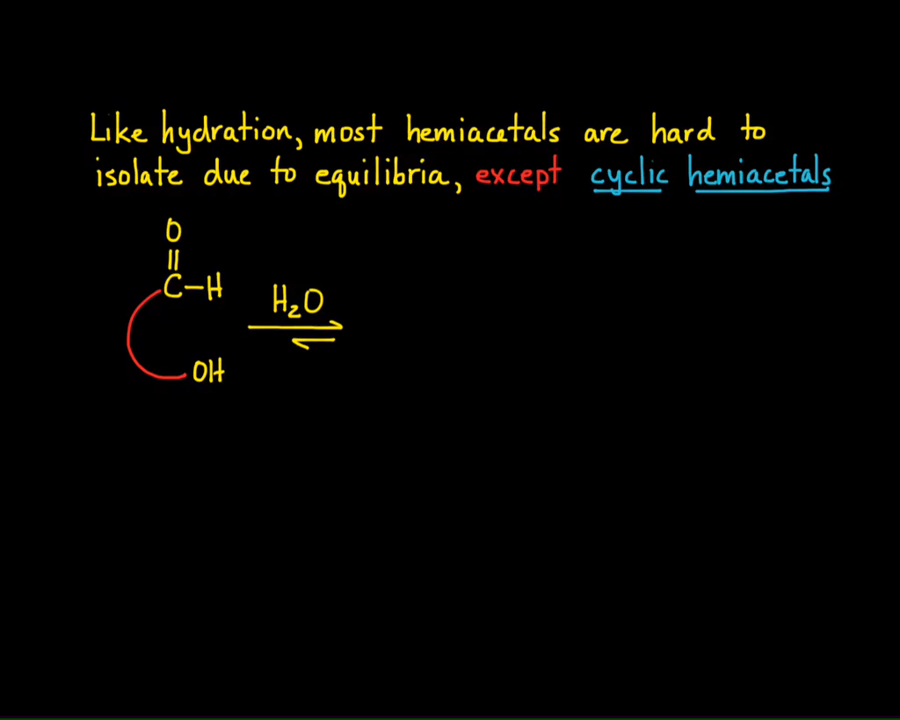 Like hydration, most hemiacetals are hard to
isolate due to equilibria, except cyclic hemiacetals
O
||
C-H
H₂O
OH